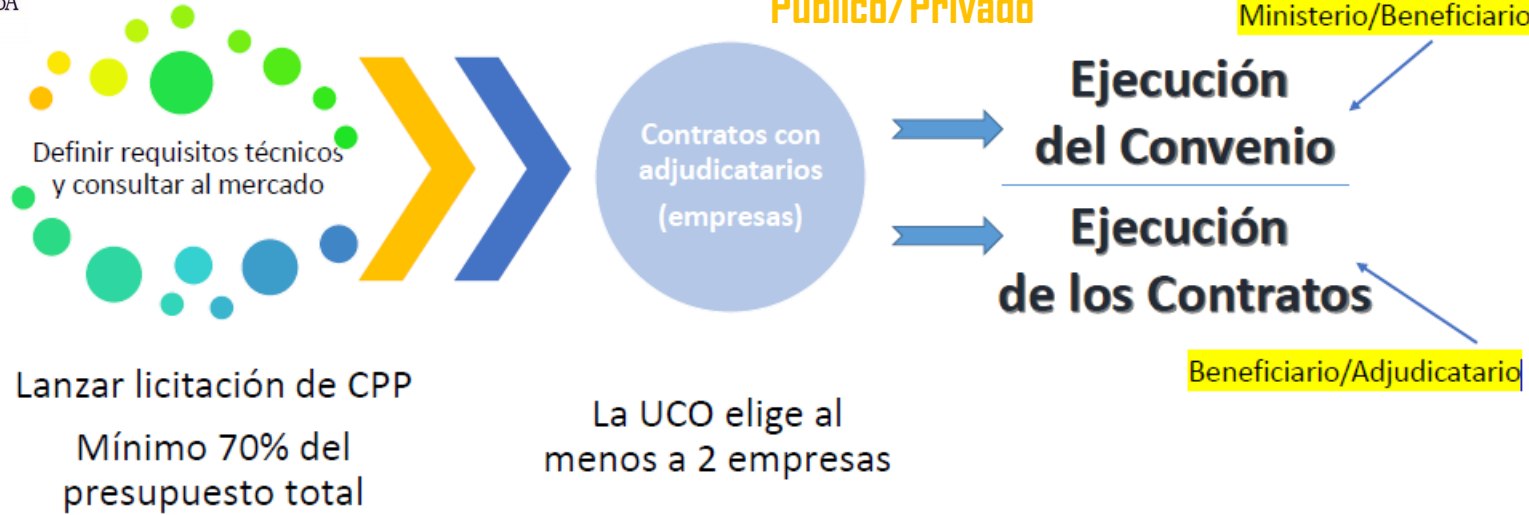 Público/Privado
Ministerio/Beneficiario
Definir requisitos técnicos
y consultar al mercado
Contratos con
adjudicatarios
(empresas)
Ejecución
del Convenio
Ejecución
de los Contratos
Beneficiario/Adjudicatario
Lanzar licitación de CPP
Mínimo 70% del
presupuesto total
La UCO elige al
menos a 2 empresas